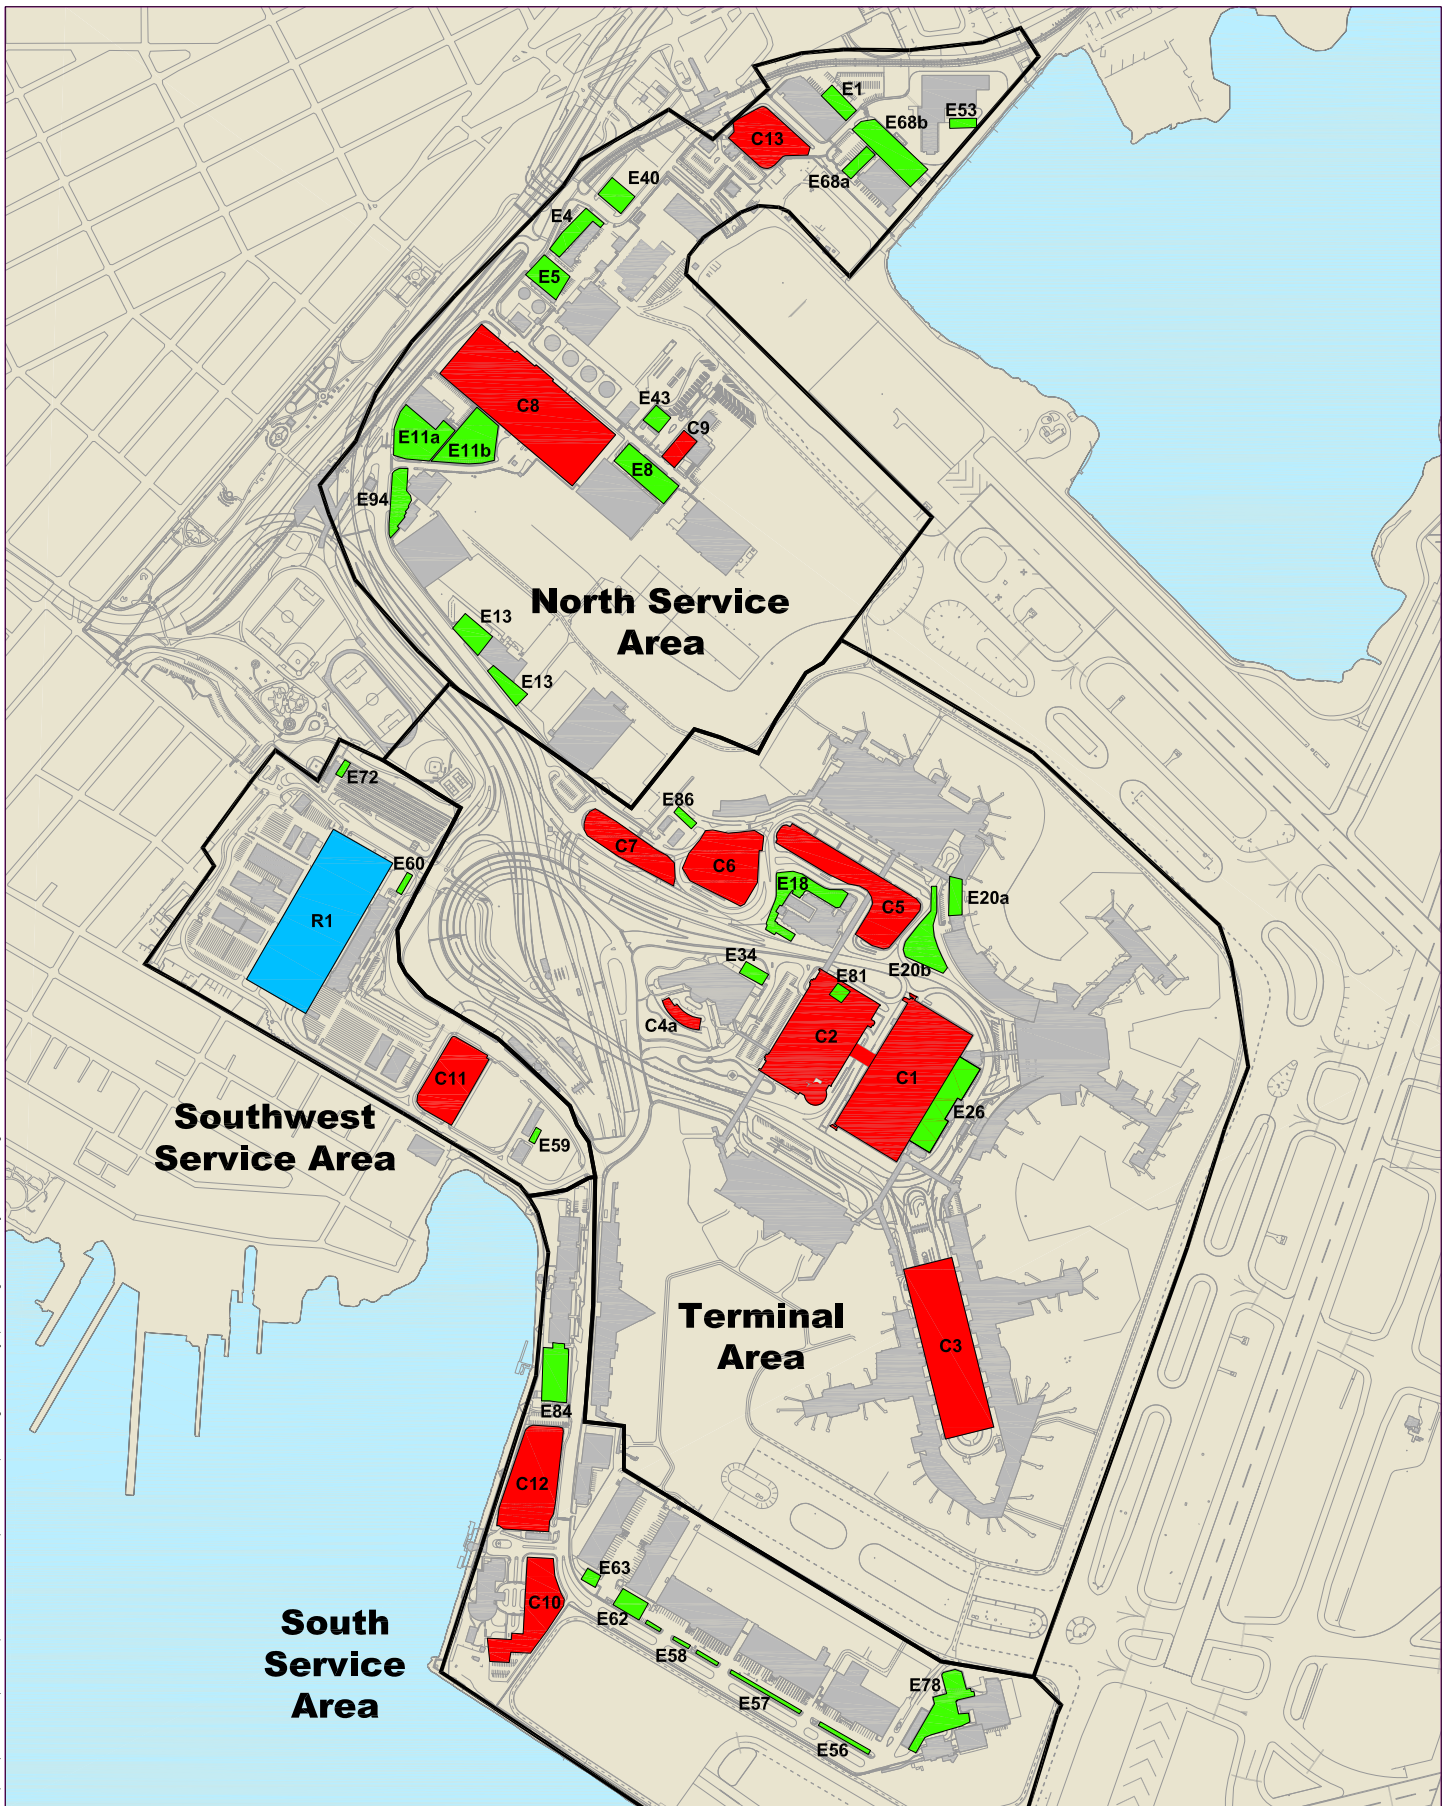 E1
E53
E68b
C13
E68a
E40
E4
E5
C8
E43
C9
E11a
E11b
E8
E94
North Service
Area
E13
E13
E72
E86
C7
C6
E60
E18
E20a
C5
R1
E34
E20b
E81
C4a
C2
C11
C1
E26
Southwest
Service Area
E59
Terminal
Area
C3
E84
C12
E63
C10
E62
South
Service
Area
E58
E78
E57
E56